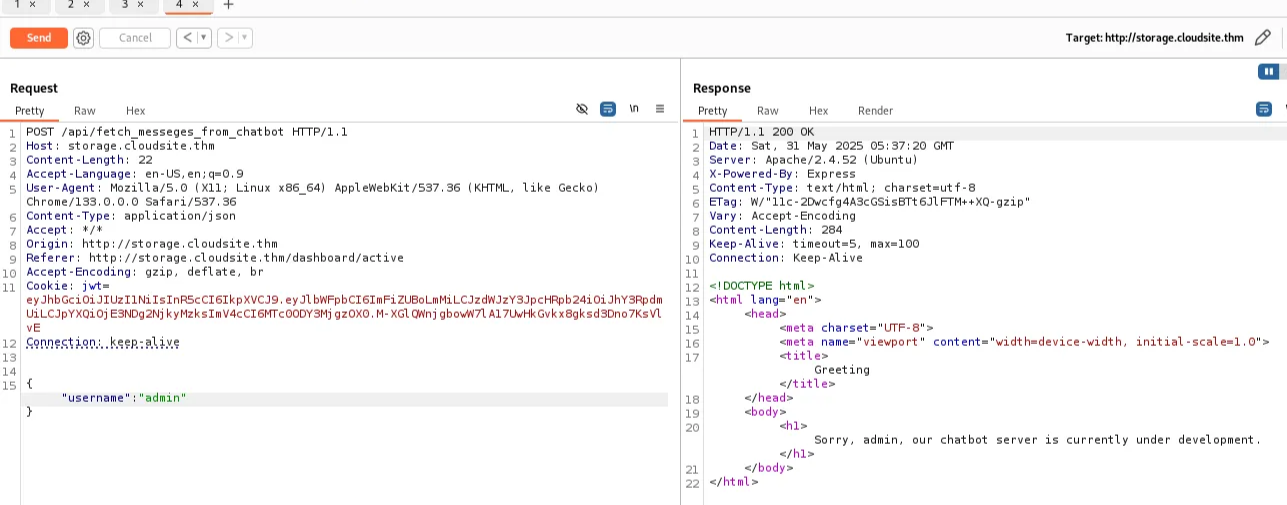 1 × 2 × 3 × 4 × +
Send Cancel < > Target: http://storage.cloudsite.thm
Request
Pretty Raw Hex \n
1 POST /api/fetch_messeges_from_chatbot HTTP/1.1
2 Host: storage.cloudsite.thm
3 Content-Length: 22
4 Accept-Language: en-US,en;q=0.9
5 User-Agent: Mozilla/5.0 (X11; Linux x86_64) AppleWebKit/537.36 (KHTML, like Gecko)
Chrome/133.0.0.0 Safari/537.36
6 Content-Type: application/json
7 Accept: */*
8 Origin: http://storage.cloudsite.thm
9 Referer: http://storage.cloudsite.thm/dashboard/active
10 Accept-Encoding: gzip, deflate, br
11 Cookie: jwt=
vE
12 Connection: keep-alive
13
14
15 {
"username":"admin"
}
Response
Pretty Raw Hex Render
1 HTTP/1.1 200 OK
2 Date: Sat, 31 May 2025 05:37:20 GMT
3 Server: Apache/2.4.52 (Ubuntu)
4 X-Powered-By: Express
5 Content-Type: text/html; charset=utf-8
6 ETag: W/"11c-2Dwcfg4A3cGSisBTt6JlFTM++XQ-gzip"
7 Vary: Accept-Encoding
8 Content-Length: 284
9 Keep-Alive: timeout=5, max=100
10 Connection: Keep-Alive
11
12 <!DOCTYPE html>
13 <html lang="en">
14 <head>
15 <meta charset="UTF-8">
16 <meta name="viewport" content="width=device-width, initial-scale=1.0">
17 <title>
Greeting
</title>
18 </head>
19 <body>
20 <h1>
Sorry, admin, our chatbot server is currently under development.
</h1>
21 </body>
22 </html>